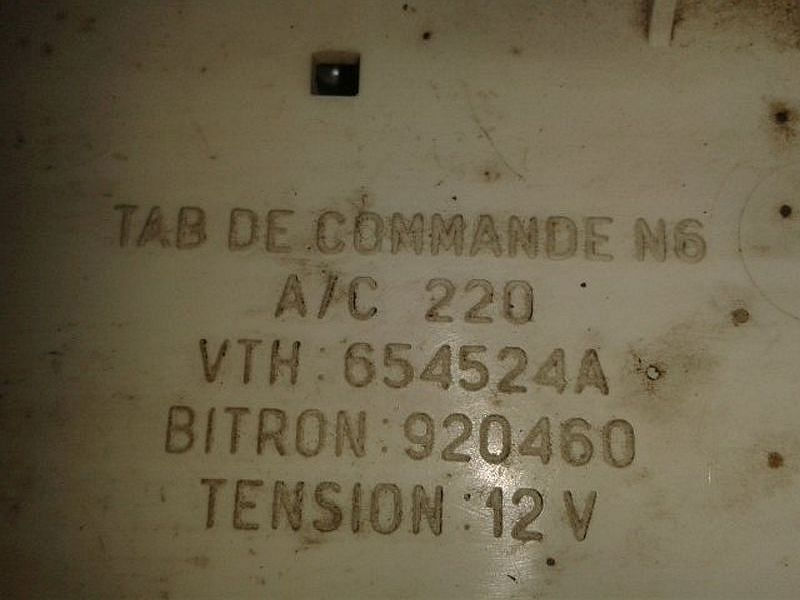 TAB DE COMMANDE N6
A/C 220
VTH: 654524A
BITRON: 920460
TENSION: 12 V